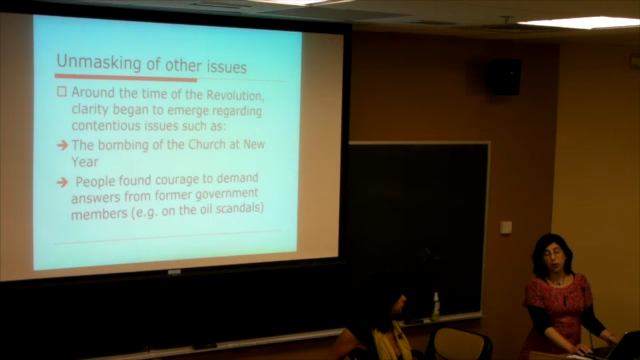 Unmasking of other issues
Around the time of the Revolution,
clarity began to emerge regarding
contentious issues such as:
The bombing of the Church at New
Year
People found courage to demand
answers from former government
members (e.g. on the oil scandals)